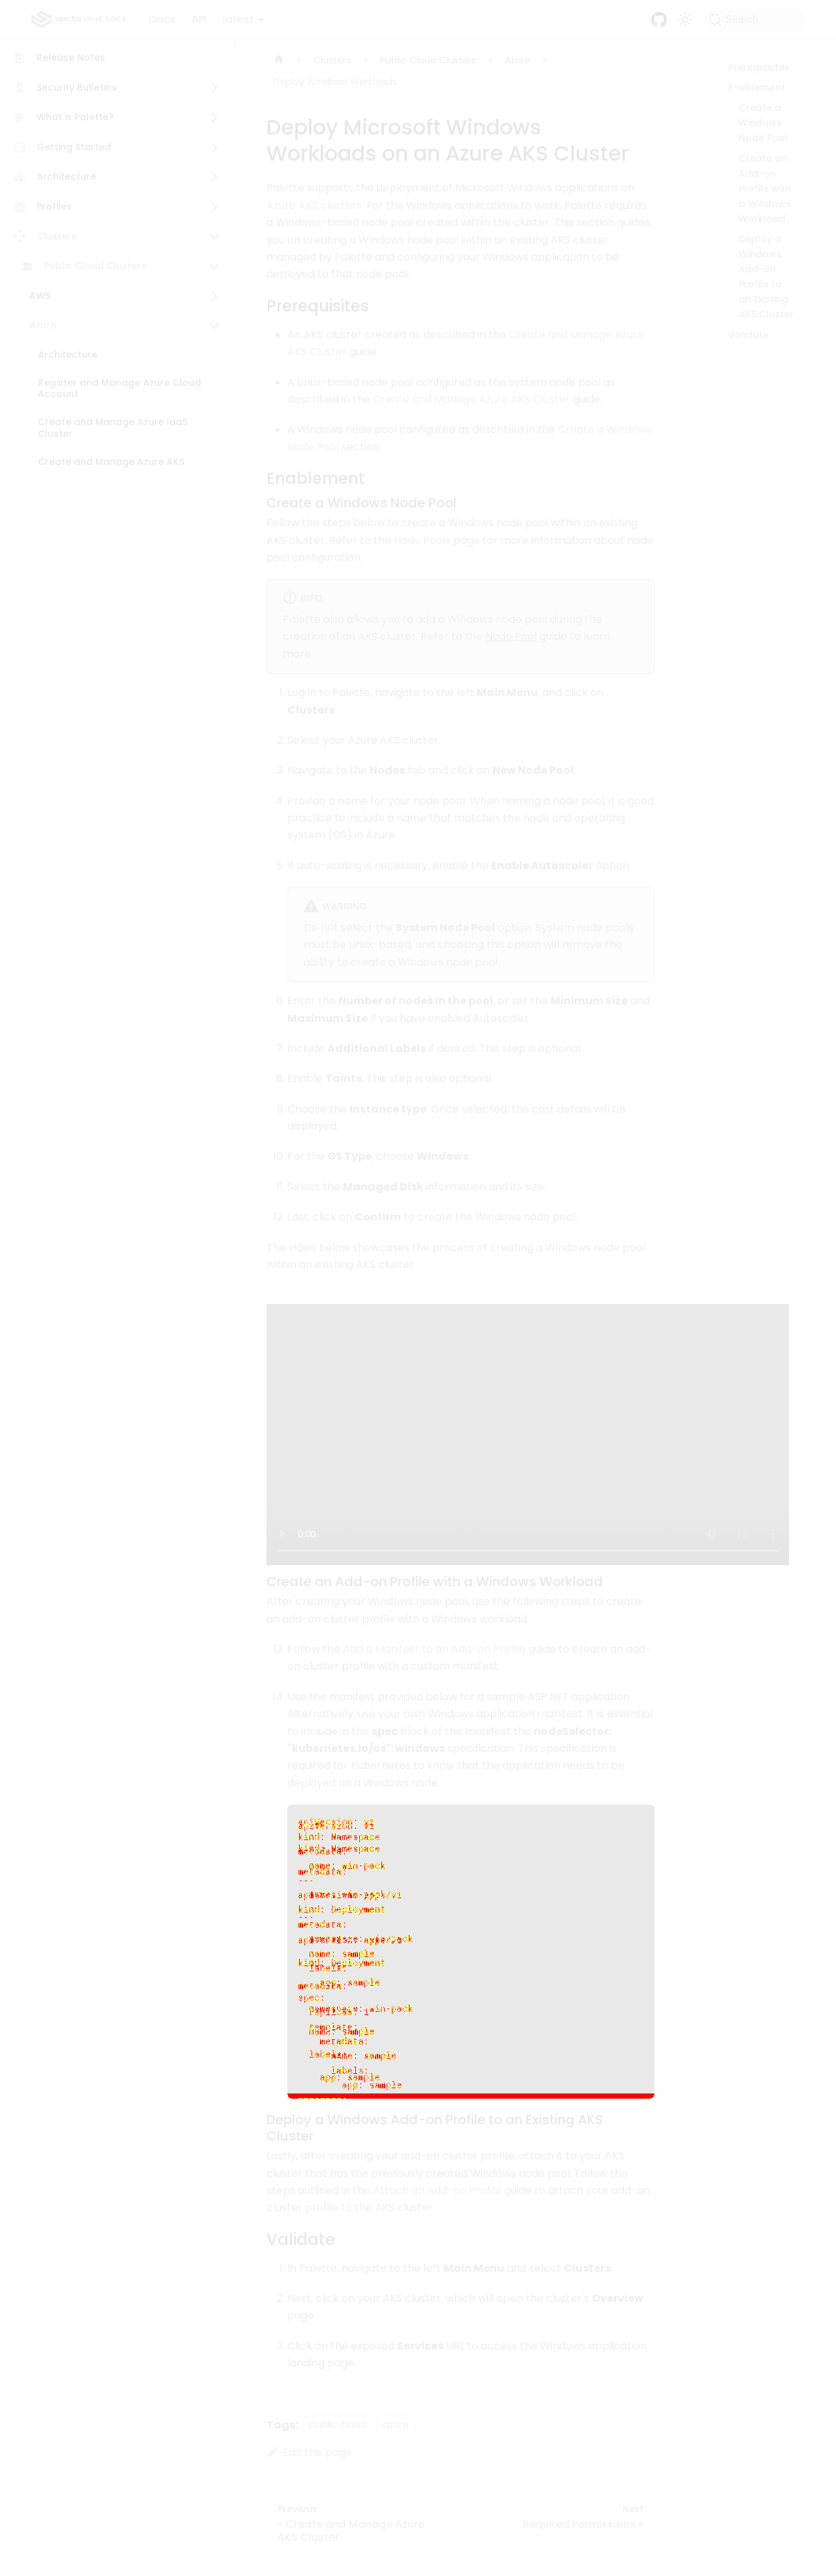 spectrocloud DOCS
Docs
API
latest
Search
Release Notes
Security Bulletins
What is Palette?
Getting Started
Architecture
Profiles
Clusters
Public Cloud Clusters
AWS
Azure
Architecture
Register and Manage Azure Cloud
Account
Create and Manage Azure IaaS
Cluster
Create and Manage Azure AKS
Clusters
Public Cloud Clusters
Azure
Deploy Windows Workloads
Deploy Microsoft Windows
Workloads on an Azure AKS Cluster
Palette supports the deployment of Microsoft Windows applications on
Azure AKS clusters. For the Windows applications to work, Palette requires
a Windows-based node pool created within the cluster. This section guides
you on creating a Windows node pool within an existing AKS cluster
managed by Palette and configuring your Windows application to be
deployed to that node pool.
Prerequisites
An AKS cluster created as described in the Create and Manage Azure
AKS Cluster guide.
A Linux-based node pool configured as the system node pool as
described in the Create and Manage Azure AKS Cluster guide.
A Windows node pool configured as described in the Create a Windows
Node Pool section.
Enablement
Create a Windows Node Pool
Follow the steps below to create a Windows node pool within an existing
AKS cluster. Refer to the Node Pools page for more information about node
pool configuration.
INFO
Palette also allows you to add a Windows node pool during the
creation of an AKS cluster. Refer to the Node Pool guide to learn
more.
1. Log in to Palette, navigate to the left Main Menu, and click on
Clusters.
2. Select your Azure AKS cluster.
3. Navigate to the Nodes tab and click on New Node Pool.
4. Provide a name for your node pool. When naming a node pool, it is good
practice to include a name that matches the node and operating
system (OS) in Azure.
5. If auto-scaling is necessary, enable the Enable Autoscaler option.
WARNING
Do not select the System Node Pool option. System node pools
must be Linux-based, and choosing this option will remove the
ability to create a Windows node pool.
6. Enter the Number of nodes in the pool, or set the Minimum Size and
Maximum Size if you have enabled Autoscaler.
7. Include Additional Labels if desired. This step is optional.
8. Enable Taints. This step is also optional.
9. Choose the Instance type. Once selected, the cost details will be
displayed.
10. For the OS Type, choose Windows.
11. Select the Managed Disk information and its size.
12. Last, click on Confirm to create the Windows node pool.
The video below showcases the process of creating a Windows node pool
within an existing AKS cluster.
0:00
Create an Add-on Profile with a Windows Workload
After creating your Windows node pool, use the following steps to create
an add-on cluster profile with a Windows workload.
13. Follow the Add a Manifest to an Add-on Profile guide to create an add-
on cluster profile with a custom manifest.
14. Use the manifest provided below for a sample ASP.NET application.
Alternatively, use your own Windows application manifest. It is essential
to include in the spec block of the manifest the nodeSelector:
"kubernetes.io/os": windows specification. This specification is
required for Kubernetes to know that the application needs to be
deployed on a Windows node.
apiVersion: v1
kind: Namespace
metadata:
name: win-pack
---
apiVersion: apps/v1
kind: Deployment
metadata:
namespace: win-pack
name: sample
labels:
app: sample
spec:
replicas: 1
template:
metadata:
name: sample
labels:
app: sample
Deploy a Windows Add-on Profile to an Existing AKS
Cluster
Lastly, after creating your add-on cluster profile, attach it to your AKS
cluster that has the previously created Windows node pool. Follow the
steps outlined in the Attach an Add-on Profile guide to attach your add-on
cluster profile to the AKS cluster.
Validate
1. In Palette, navigate to the left Main Menu and select Clusters.
2. Next, click on your AKS cluster, which will open the cluster's Overview
page.
3. Click on the exposed Services URL to access the Windows application
landing page.
Tags:
public cloud
azure
Edit this page
Previous
« Create and Manage Azure
AKS Cluster
Next
Required Permissions »
Prerequisites
Enablement
Create a
Windows
Node Pool
Create an
Add-on
Profile with
a Windows
Workload
Deploy a
Windows
Add-on
Profile to
an Existing
AKS Cluster
Validate